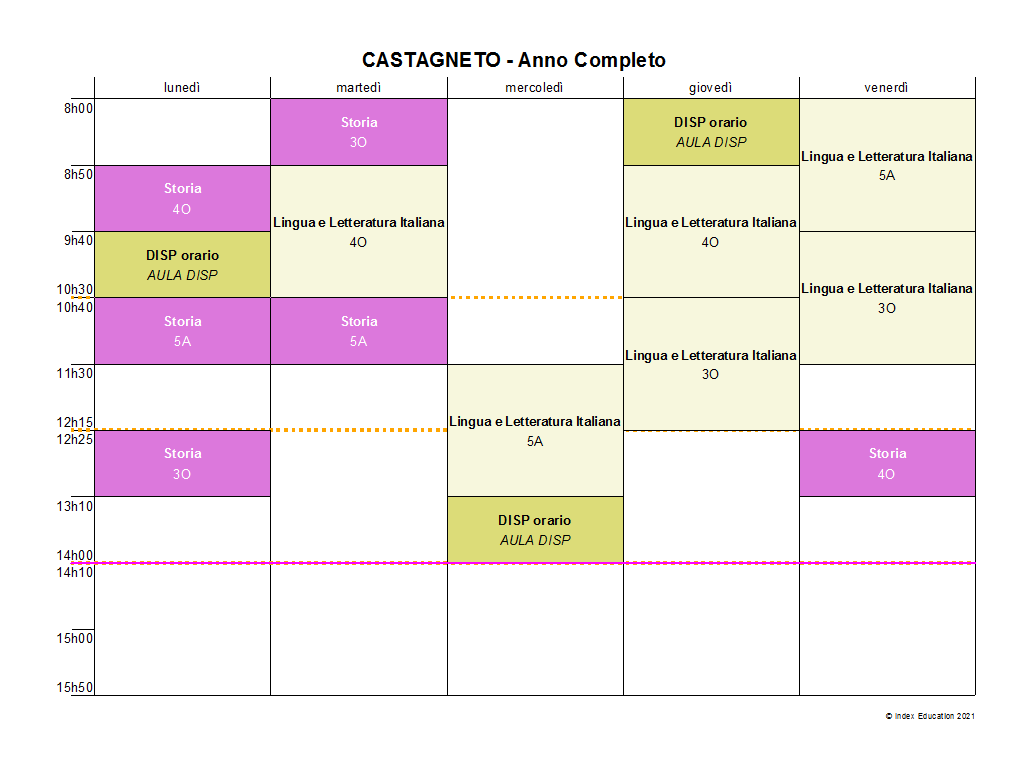 CASTAGNETO - Anno Completo
lunedì martedì mercoledì giovedì venerdì
8h00
Storia
3O
DISP orario
AULA DISP
Lingua e Letteratura Italiana
5A
8h50
Storia
4O
Lingua e Letteratura Italiana
4O
Lingua e Letteratura Italiana
4O
9h40
DISP orario
AULA DISP
Lingua e Letteratura Italiana
3O
10h30
10h40
Storia
5A
Storia
5A
Lingua e Letteratura Italiana
3O
11h30
Lingua e Letteratura Italiana
5A
12h15
12h25
Storia
3O
Storia
4O
13h10
DISP orario
AULA DISP
14h00
14h10
15h00
15h50
© Index Education 2021